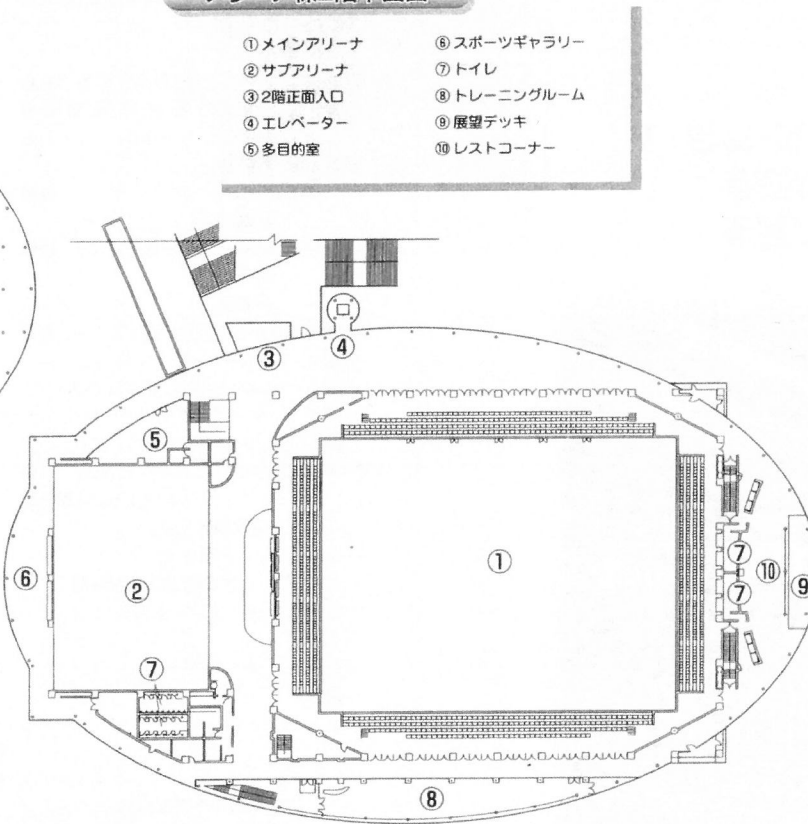 ①メインアリーナ
②サブアリーナ
③2階正面入口
④エレベーター
⑤多目的室
⑥スポーツギャラリー
⑦トイレ
⑧トレーニングルーム
⑨展望デッキ
⑩レストコーナー
③
④
⑤
①
⑦
⑥
②
⑩
⑨
⑦
⑦
⑧